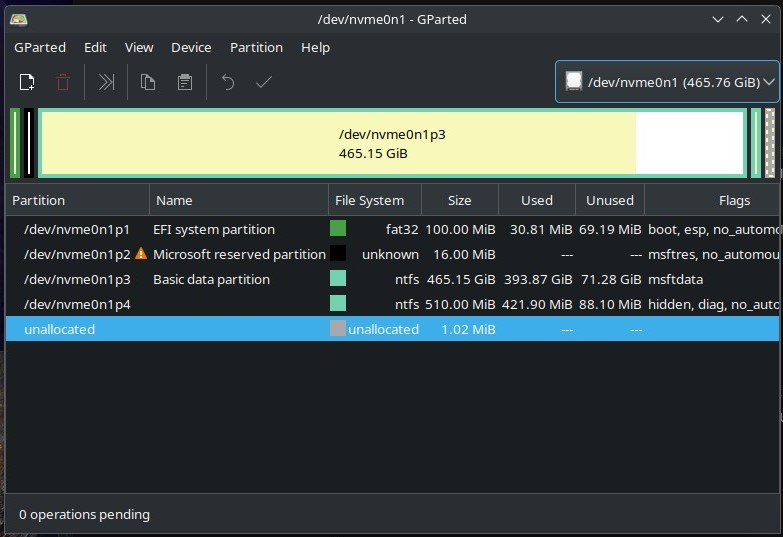 /dev/nvme0n1 - GParted
GParted Edit View Device Partition Help
/dev/nvme0n1 (465.76 GiB)
/dev/nvme0n1p3
465.15 GiB
Partition Name File System Size Used Unused Flags
/dev/nvme0n1p1 EFI system partition fat32 100.00 MiB 30.81 MiB 69.19 MiB boot, esp, no_automo
/dev/nvme0n1p2 Microsoft reserved partition unknown 16.00 MiB --- --- msftres, no_automou
/dev/nvme0n1p3 Basic data partition ntfs 465.15 GiB 393.87 GiB 71.28 GiB msftdata
/dev/nvme0n1p4 ntfs 510.00 MiB 421.90 MiB 88.10 MiB hidden, diag, no_auto
unallocated unallocated 1.02 MiB --- ---
0 operations pending